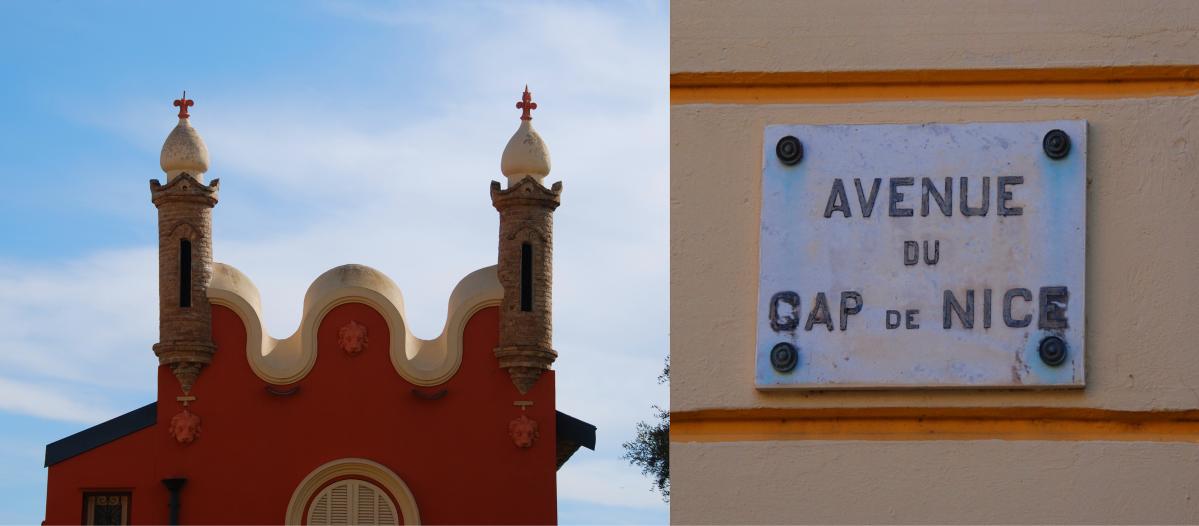 AVENUE
DU
CAP DE NICE